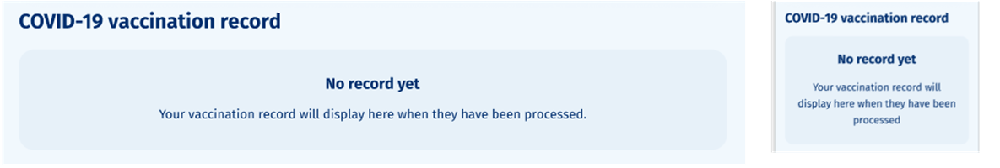 COVID-19 vaccination record
No record yet
Your vaccination record will display here when they have been processed.
COVID-19 vaccination record
No record yet
Your vaccination record will
display here when they have been
processed